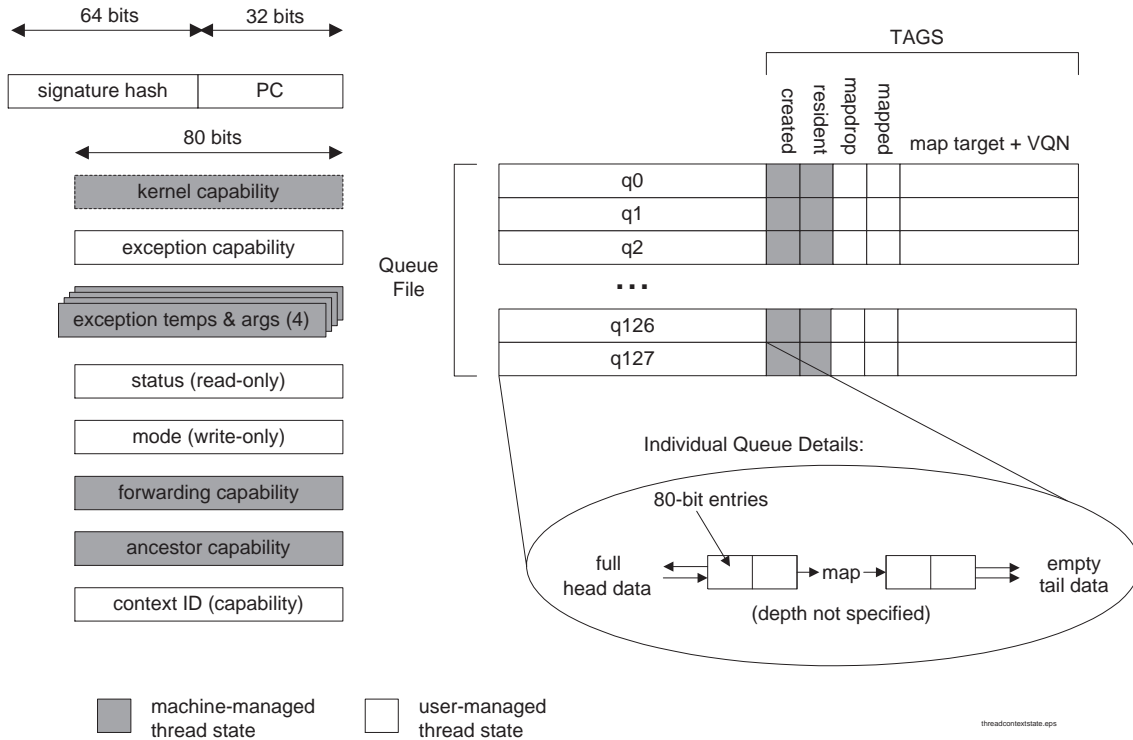 64 bits
32 bits
signature hash
PC
80 bits
kernel capability
exception capability
exception temps & args (4)
status (read-only)
mode (write-only)
forwarding capability
ancestor capability
context ID (capability)
TAGS
created
resident
mapdrop
mapped
map target + VQN
Queue
File
q0
q1
q2
...
q126
q127
Individual Queue Details:
80-bit entries
full
head data
map
empty
tail data
(depth not specified)
machine-managed
thread state
user-managed
thread state
threadcontextstate.eps